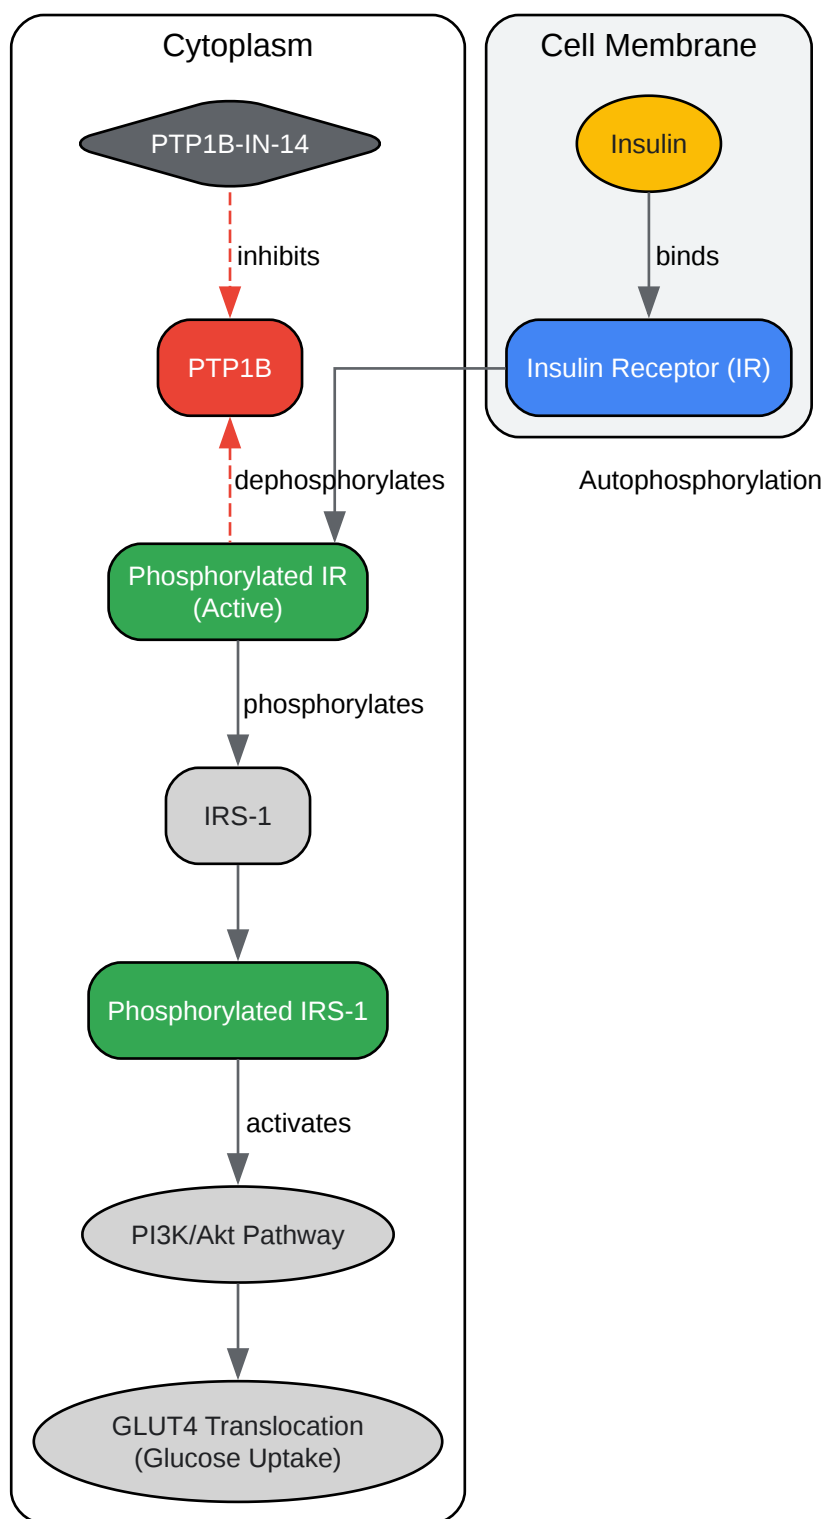 Cytoplasm
Cell Membrane
PTP1B-IN-14
Insulin
inhibits
binds
PTP1B
Insulin Receptor (IR)
dephosphorylates
Autophosphorylation
Phosphorylated IR
(Active)
phosphorylates
IRS-1
Phosphorylated IRS-1
activates
PI3K/Akt Pathway
GLUT4 Translocation
(Glucose Uptake)